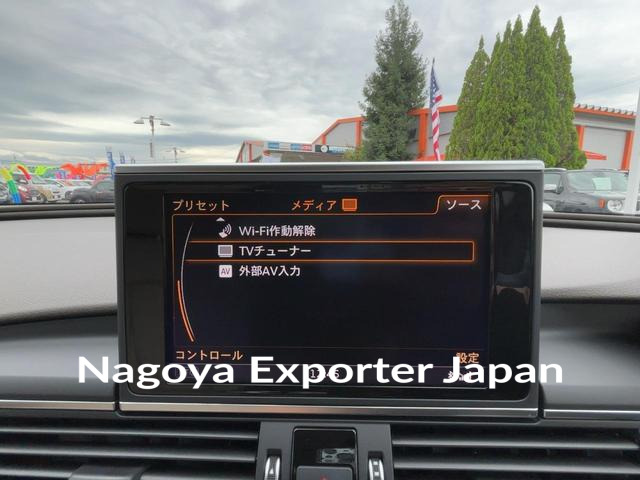 プリセット メディア ソース
Wi-Fi作動解除
TVチューナー
AV 外部AV入力
コントロール 設定
Nagoya Exporter Japan